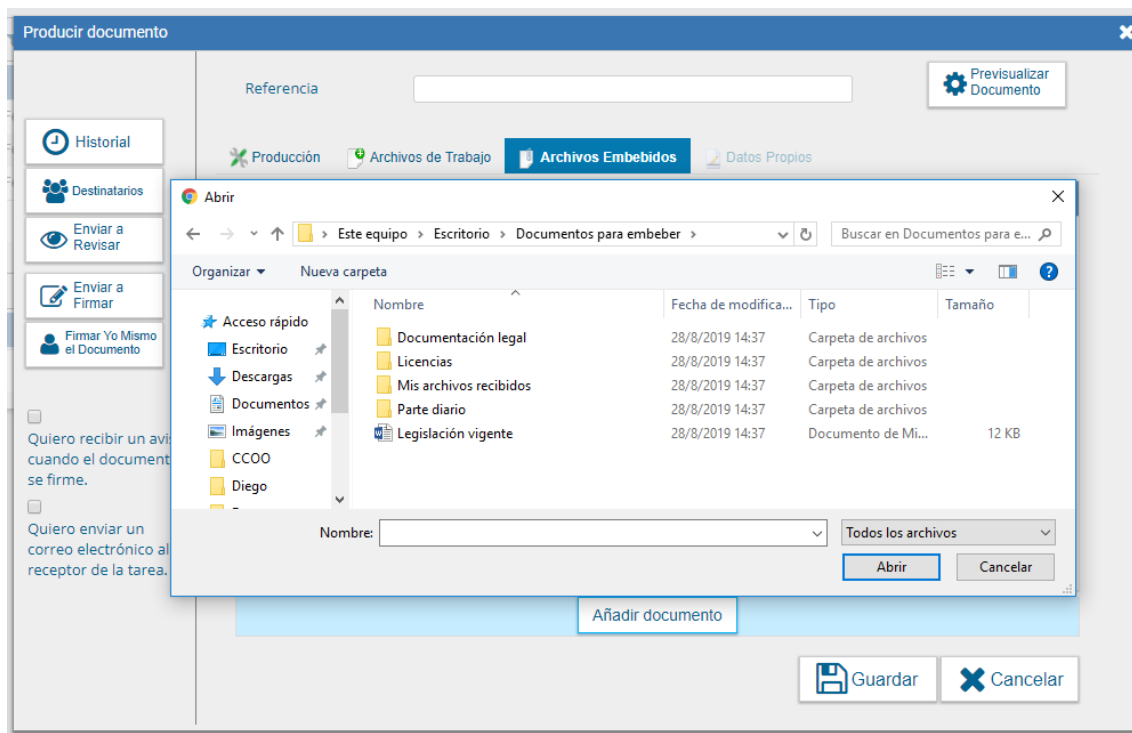 Producir documento
Referencia
Previsualizar
Documento
Historial
Destinatarios
Enviar a
Revisar
Enviar a
Firmar
Firmar Yo Mismo
el Documento
Quiero recibir un avi
cuando el document
se firme.
Quiero enviar un
correo electrónico al
receptor de la tarea.
Producción Archivos de Trabajo Archivos Embebidos Datos Propios
Abrir
Este equipo > Escritorio > Documentos para embeber >
Buscar en Documentos para e...
Organizar Nueva carpeta
Acceso rápido
Escritorio
Descargas
Documentos
Imágenes
CCOO
Diego
Nombre Fecha de modifica... Tipo Tamaño
Documentación legal 28/8/2019 14:37 Carpeta de archivos
Licencias 28/8/2019 14:37 Carpeta de archivos
Mis archivos recibidos 28/8/2019 14:37 Carpeta de archivos
Parte diario 28/8/2019 14:37 Carpeta de archivos
Legislación vigente 28/8/2019 14:37 Documento de Mi... 12 KB
Nombre: Todos los archivos
Abrir Cancelar
Añadir documento
Guardar Cancelar